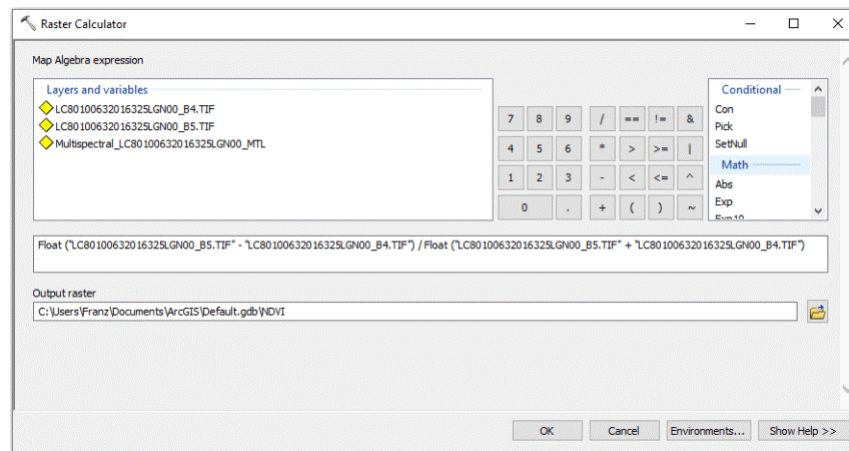 Raster Calculator
Map Algebra expression
Layers and variables
LC80100632016325LGN00_B4.TIF
LC80100632016325LGN00_B5.TIF
Multispectral_LC80100632016325LGN00_MTL
7 8 9 / == != &
4 5 6 * > >= |
1 2 3 - < <= ^
0 . + ( ) ~
Conditional
Con
Pick
SetNull
Math
Abs
Exp
Exp10
Float ("LC80100632016325LGN00_B5.TIF" - "LC80100632016325LGN00_B4.TIF") / Float ("LC80100632016325LGN00_B5.TIF" + "LC80100632016325LGN00_B4.TIF")
Output raster
C:\Users\Franz\Documents\ArcGIS\Default.gdb\NDVI
OK Cancel Environments... Show Help >>